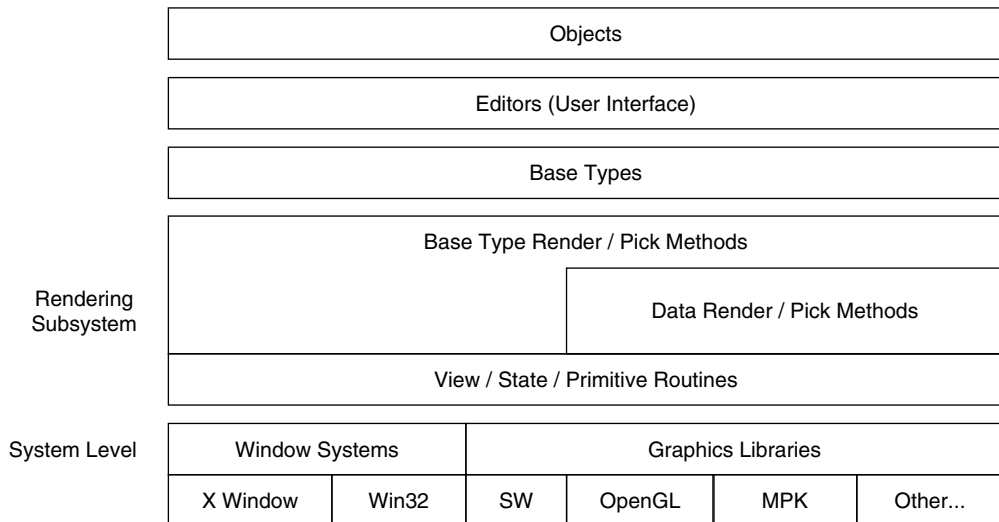 Objects
Editors (User Interface)
Base Types
Base Type Render / Pick Methods
Rendering
Subsystem
Data Render / Pick Methods
View / State / Primitive Routines
System Level
Window Systems
Graphics Libraries
X Window
Win32
SW
OpenGL
MPK
Other...